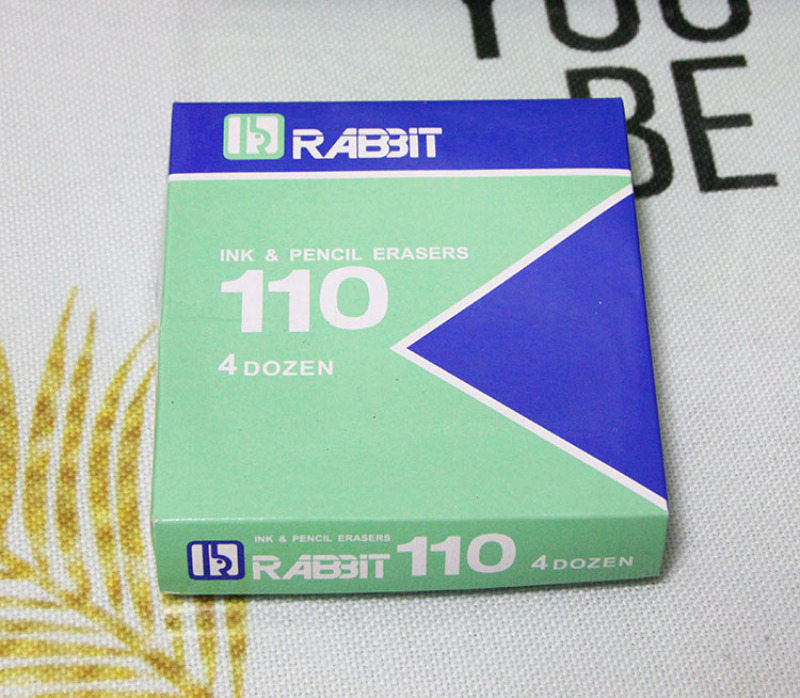 YOU
BE
RABBIT
INK & PENCIL ERASERS
110
4 DOZEN
INK & PENCIL ERASERS
RABBIT 110 4 DOZEN